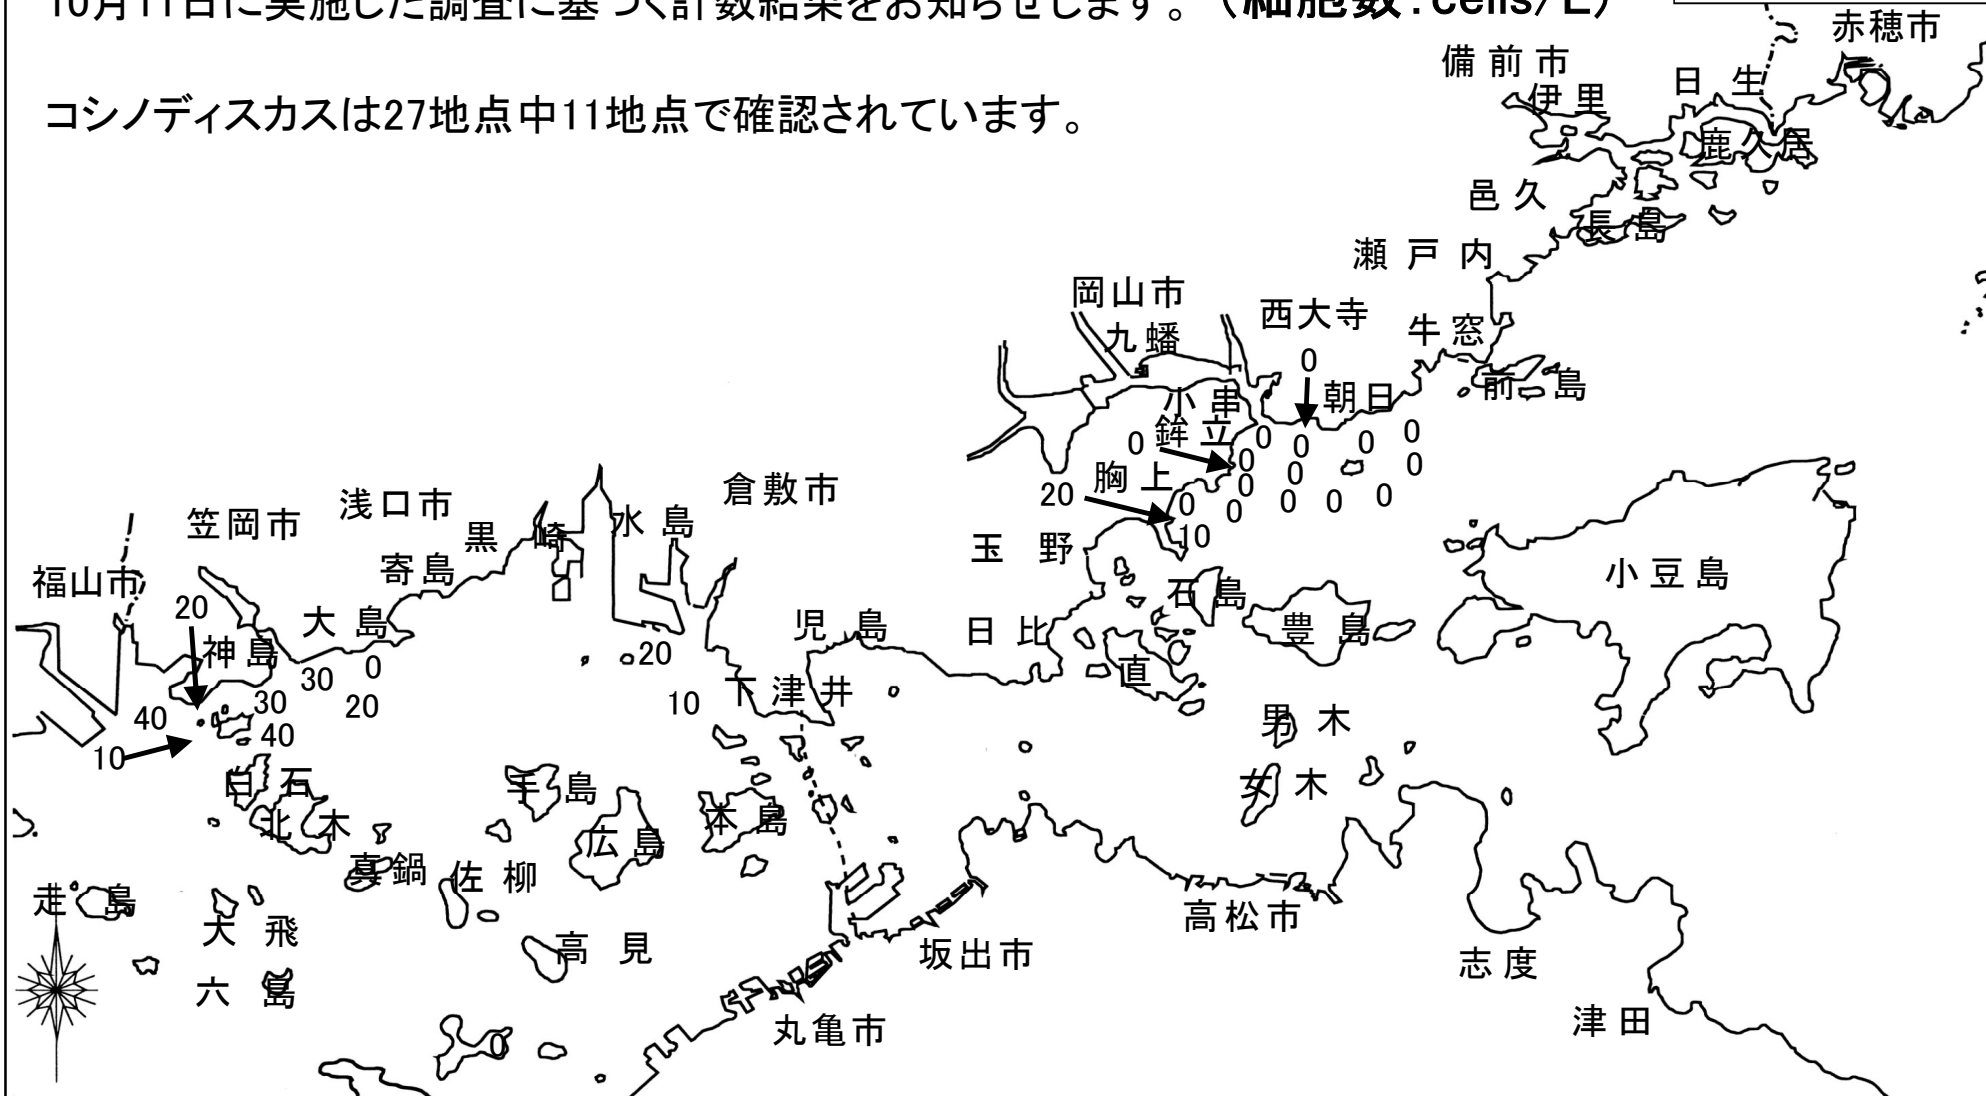 10月11日に実施した調査に基づく計数結果をお知らせします。(細胞数:cells/L)
コシノディスカスは27地点中11地点で確認されています。
赤穂市
備前市
日生
伊里
鹿久居
邑久
長島
瀬戸内
岡山市
西大寺
九蟠
牛窓
0
前島
小串
朝日
鉾立
0
0
0
0
0
0
0
0
0
胸上
20
0
0
0
0
0
0
0
10
倉敷市
浅口市
笠岡市
黒崎
水島
玉野
寄島
福山市
小豆島
石島
20
大島
児島
日比
豊島
神島
0
30
20
直
30
20
10
下津井
40
40
10
男木
白石
手島
女木
北木
本島
広島
真鍋
佐柳
走島
高松市
大飛
高見
坂出市
志度
六島
津田
丸亀市
0